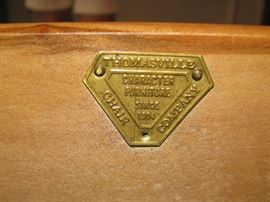 THOMASVILLE
CHARACTER
FURNITURE
SINCE
1904
CHAIR
COMPANY